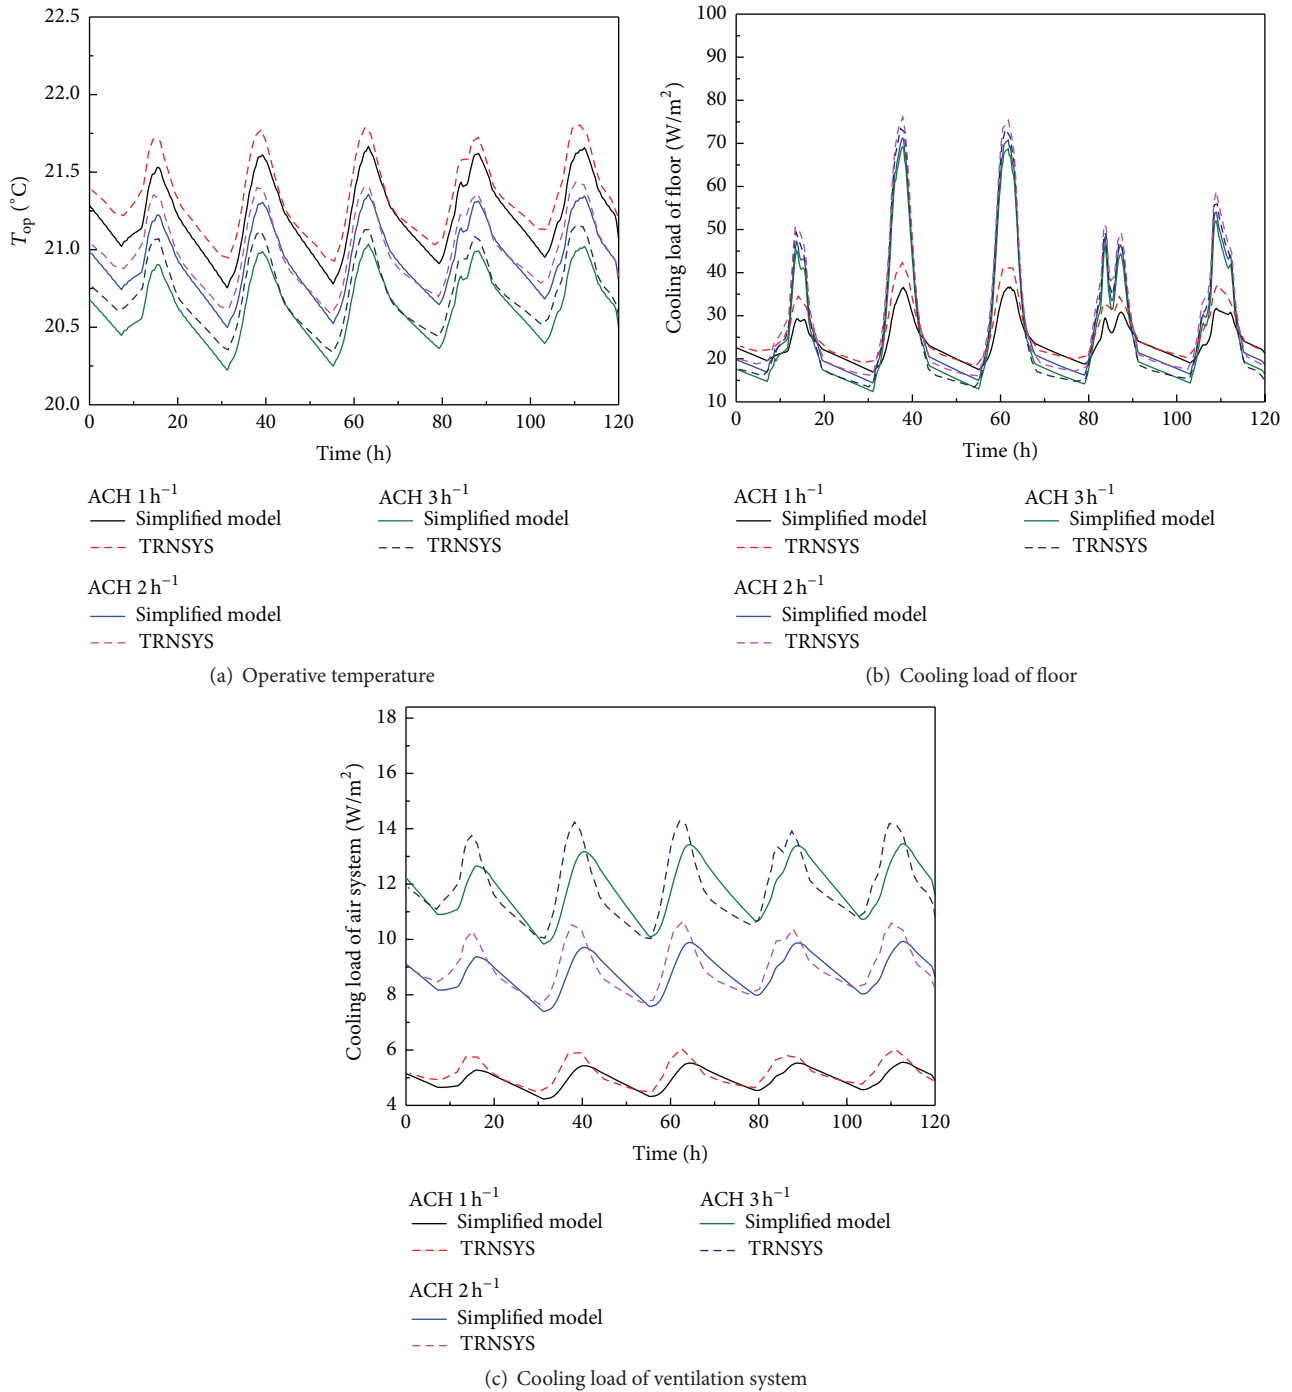 22.5
22.0
21.5
21.0
20.5
20.0
T_op (°C)
0 20 40 60 80 100 120
Time (h)
ACH 1 h⁻¹
Simplified model
TRNSYS
ACH 3 h⁻¹
Simplified model
TRNSYS
ACH 2 h⁻¹
Simplified model
TRNSYS
(a) Operative temperature
100
90
80
70
60
50
40
30
20
10
Cooling load of floor (W/m²)
0 20 40 60 80 100 120
Time (h)
ACH 1 h⁻¹
Simplified model
TRNSYS
ACH 3 h⁻¹
Simplified model
TRNSYS
ACH 2 h⁻¹
Simplified model
TRNSYS
(b) Cooling load of floor
18
16
14
12
10
8
6
4
Cooling load of air system (W/m²)
0 20 40 60 80 100 120
Time (h)
ACH 1 h⁻¹
Simplified model
TRNSYS
ACH 3 h⁻¹
Simplified model
TRNSYS
ACH 2 h⁻¹
Simplified model
TRNSYS
(c) Cooling load of ventilation system